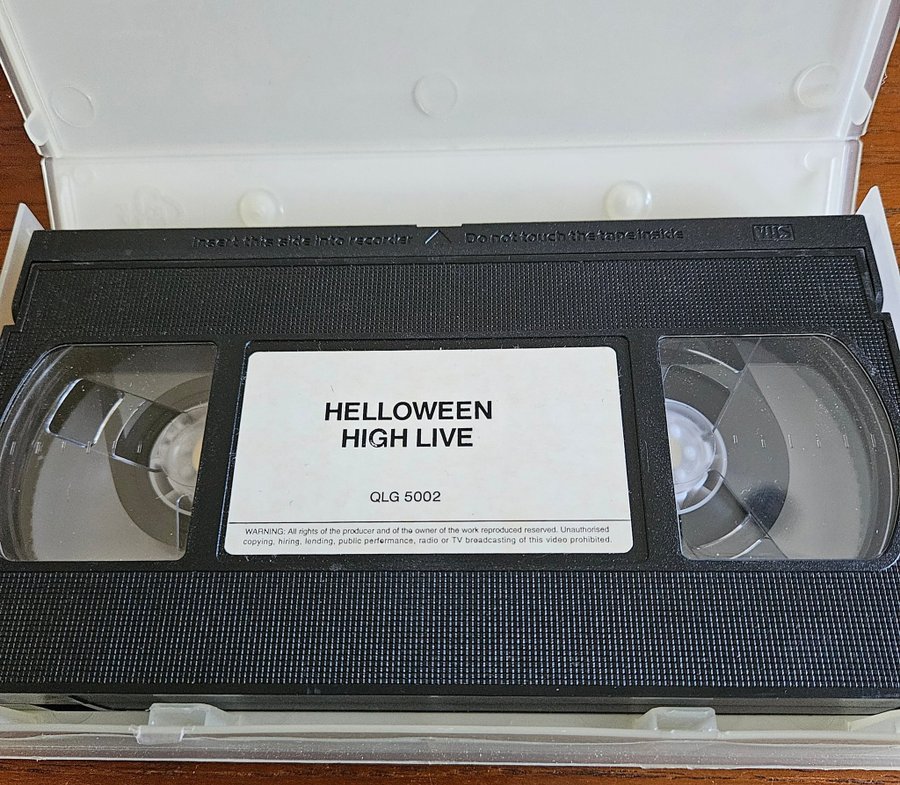 Insert this side into recorder Do not touch the tape inside VHS
HELLOWEEN
HIGH LIVE
QLG 5002
WARNING: All rights of the producer and of the owner of the work reproduced reserved. Unauthorised
copying, hiring, lending, public performance, radio or TV broadcasting of this video prohibited.